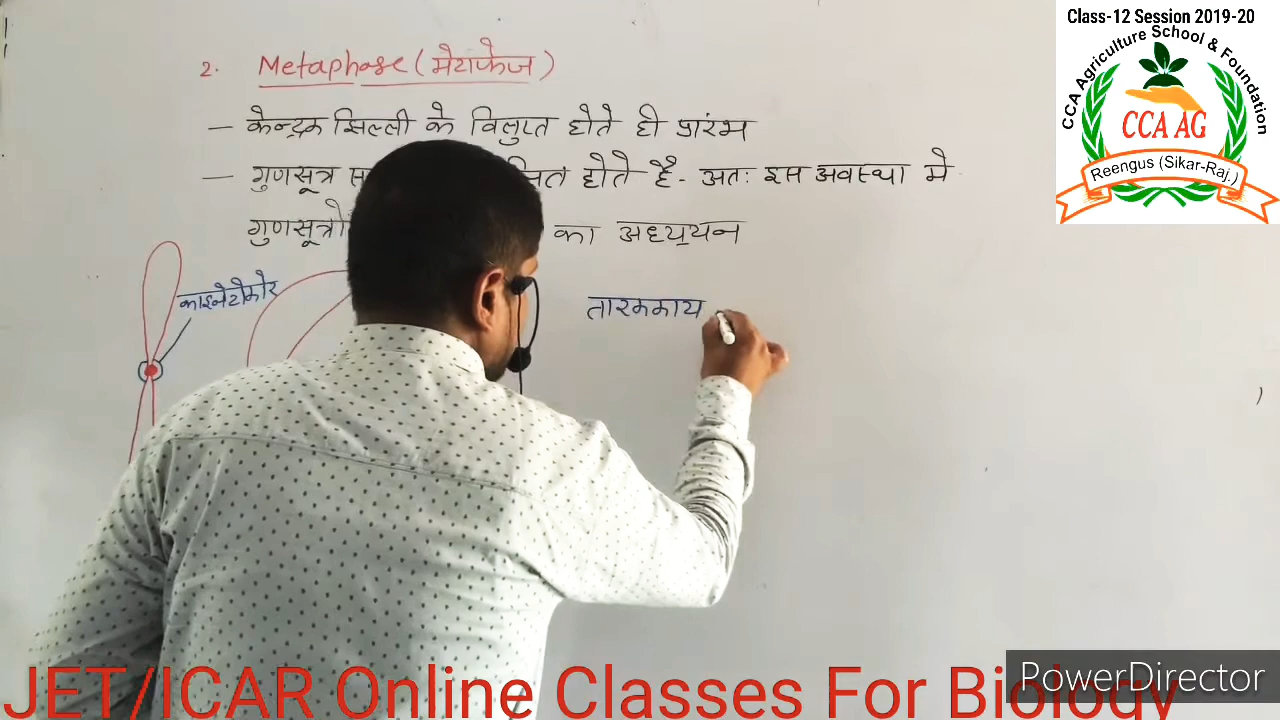 Class-12 Session 2019-20
CCA Agriculture School & Foundation
CCA AG
Reengus (Sikar-Raj.)
2. Metaphase (मेटाफेज)
— केन्द्रक झिल्ली के विलुप्त होते ही प्रारंभ
— गुणसूत्र होते है - अतः इस अवस्था मे
का अध्ययन
काइनेटोकोर
तारककाय
JET/ICAR Online Classes For Biology
PowerDirector